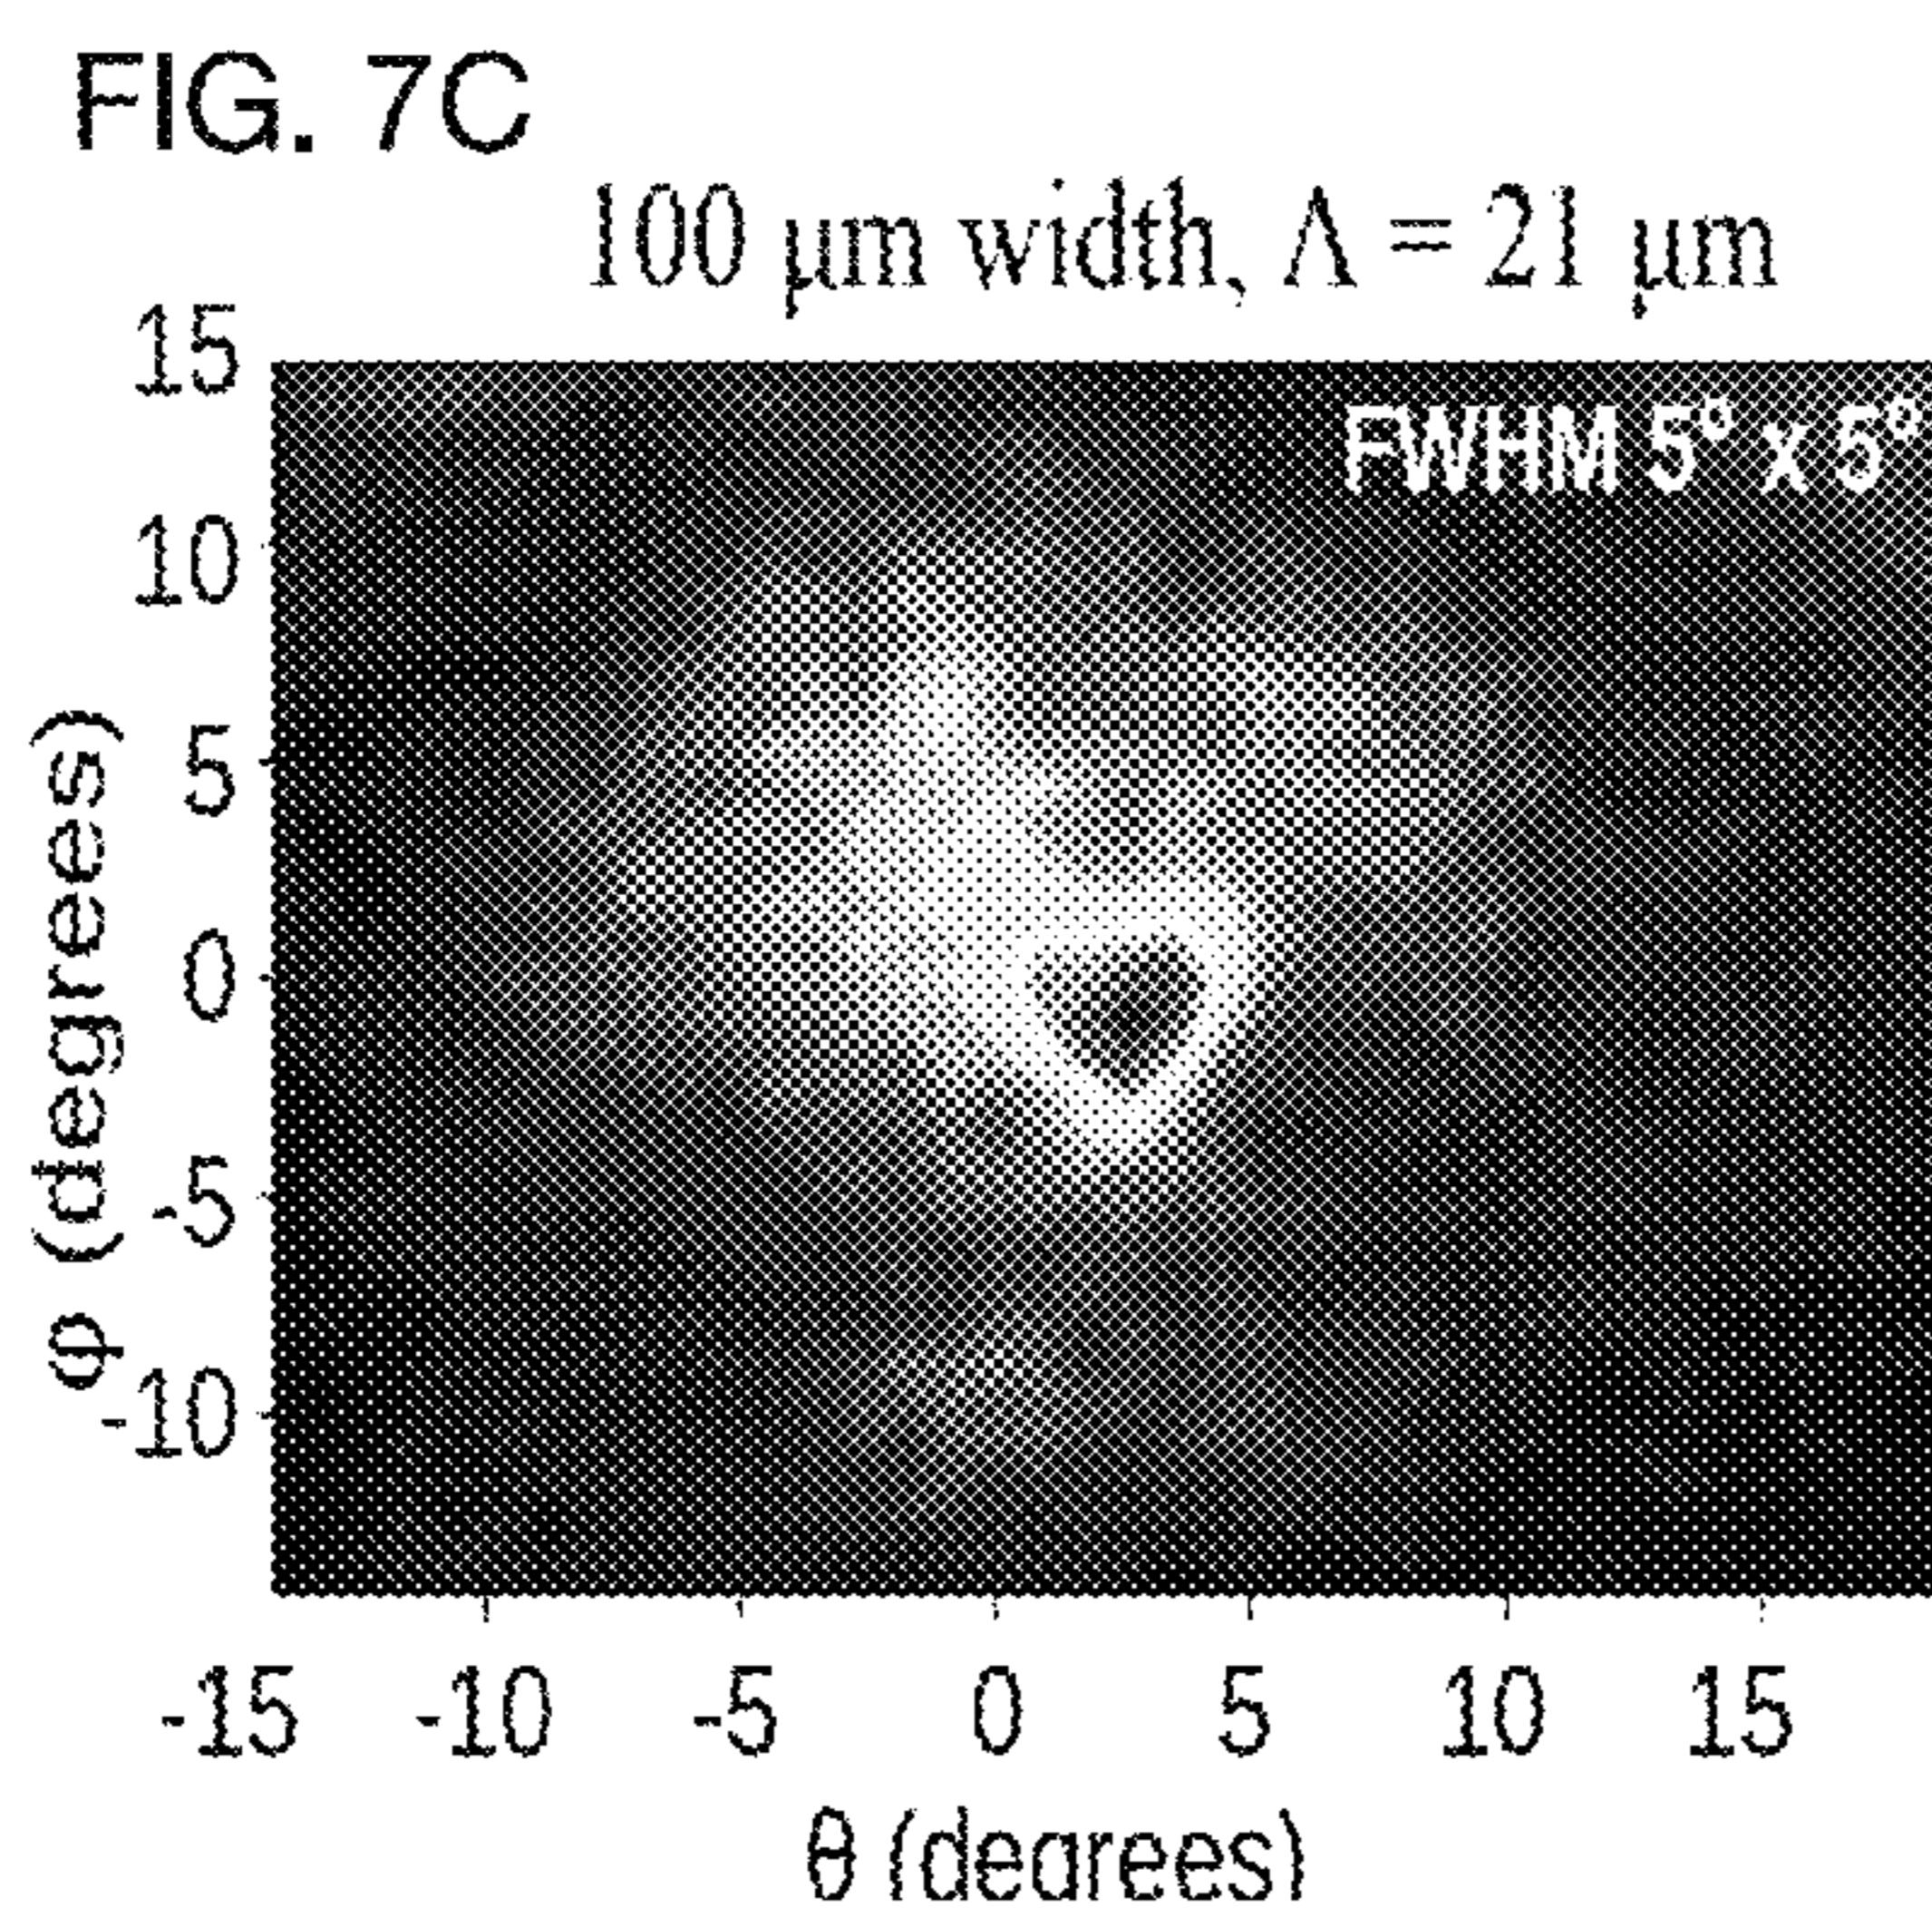 FIG. 7C
100 μm width, Λ = 21 μm
FWHM 5° x 5°
15
10
5
0
-5
-10
φ (degrees)
-15 -10 -5 0 5 10 15
θ (degrees)